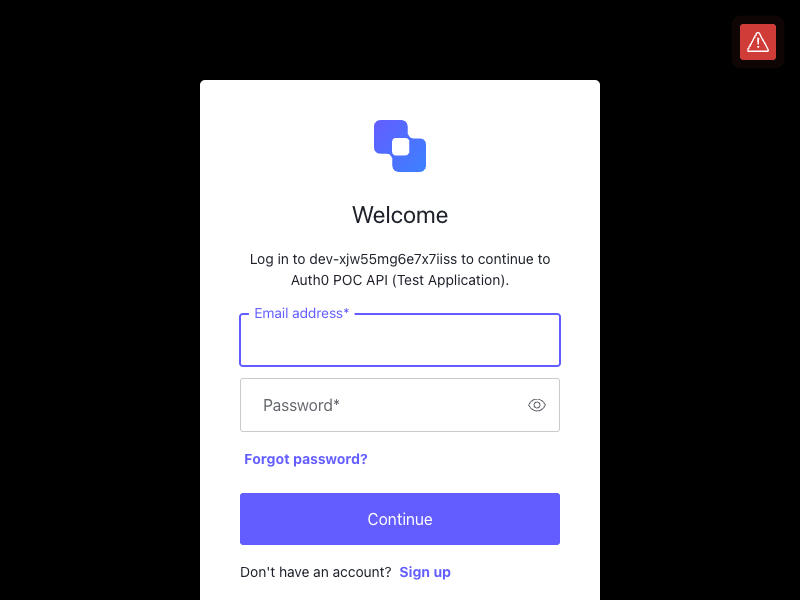 Welcome
Log in to dev-xjw55mg6e7x7iiss to continue to
Auth0 POC API (Test Application).
Email address*
Password*
Forgot password?
Continue
Don't have an account? Sign up